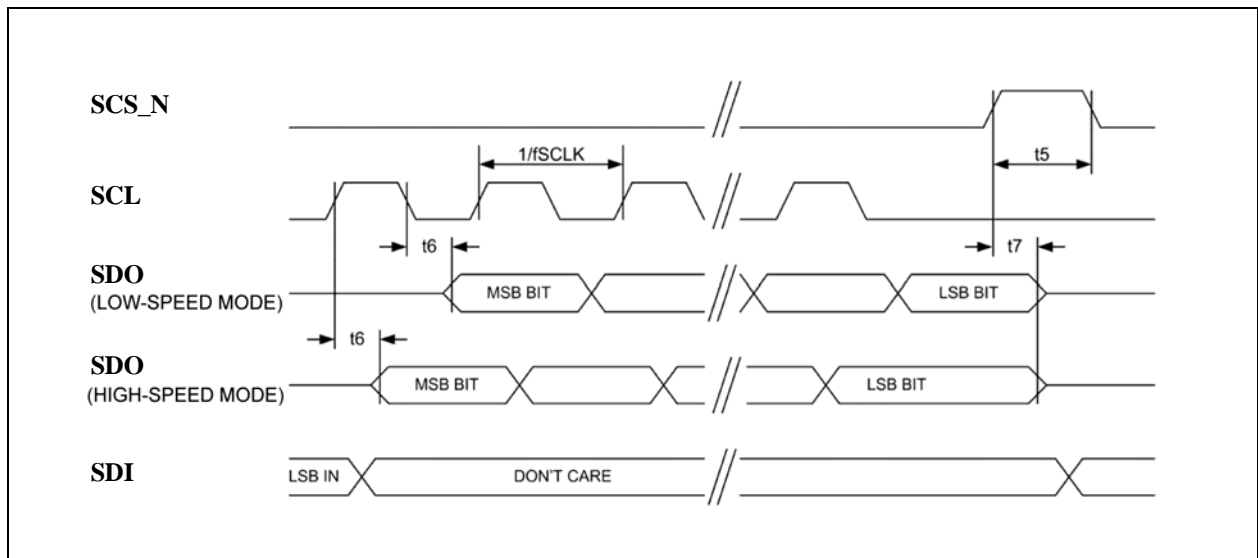 SCS_N
1/fSCLK
t5
SCL
t6
t7
SDO
(LOW-SPEED MODE)
MSB BIT
LSB BIT
t6
SDO
(HIGH-SPEED MODE)
MSB BIT
LSB BIT
SDI
LSB IN
DON'T CARE